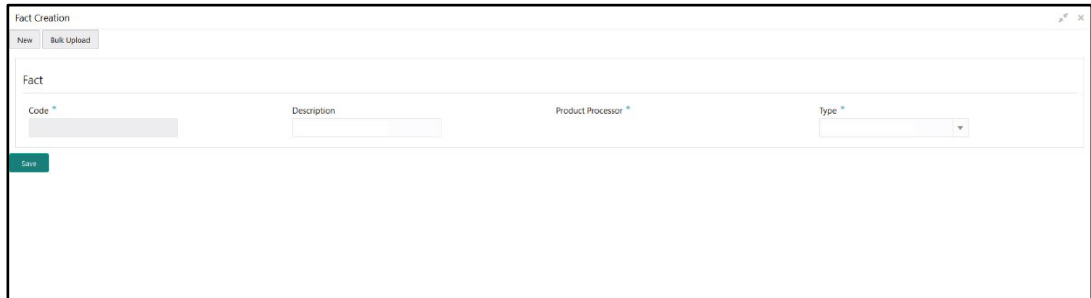 Fact Creation
New Bulk Upload
Fact
Code * Description Product Processor * Type *
Save